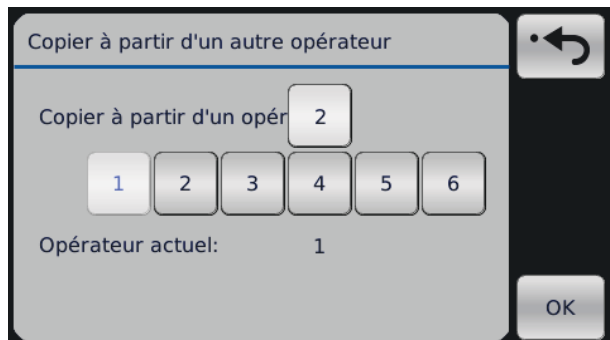 Copier à partir d'un autre opérateur
Copier à partir d'un opér 2
1 2 3 4 5 6
Opérateur actuel: 1
OK